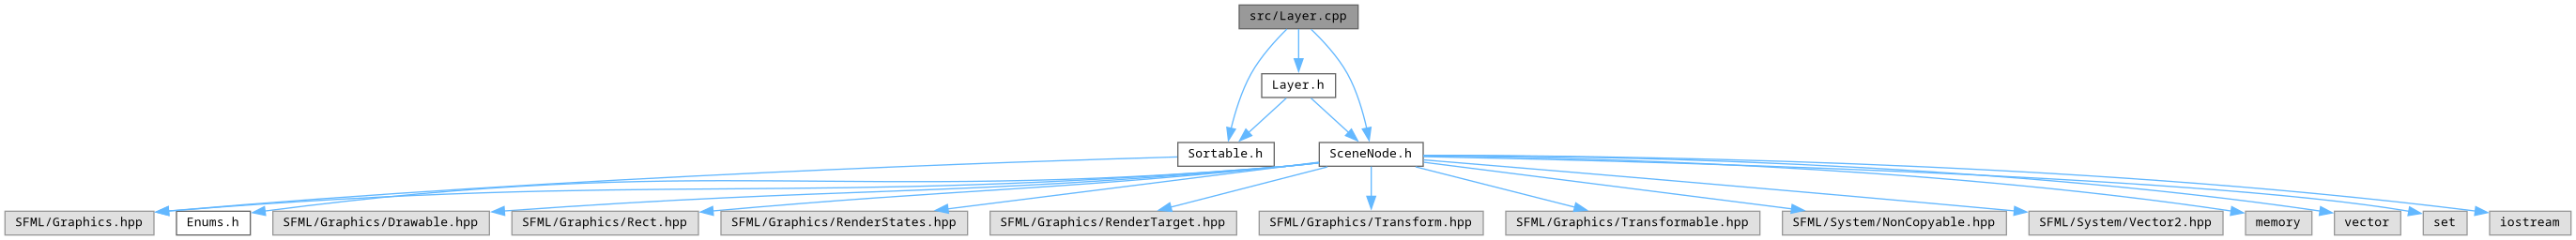 src/Layer.cpp
Layer.h
Sortable.h
SceneNode.h
SFML/Graphics.hpp
Enums.h
SFML/Graphics/Drawable.hpp
SFML/Graphics/Rect.hpp
SFML/Graphics/RenderStates.hpp
SFML/Graphics/RenderTarget.hpp
SFML/Graphics/Transform.hpp
SFML/Graphics/Transformable.hpp
SFML/System/NonCopyable.hpp
SFML/System/Vector2.hpp
memory
vector
set
iostream